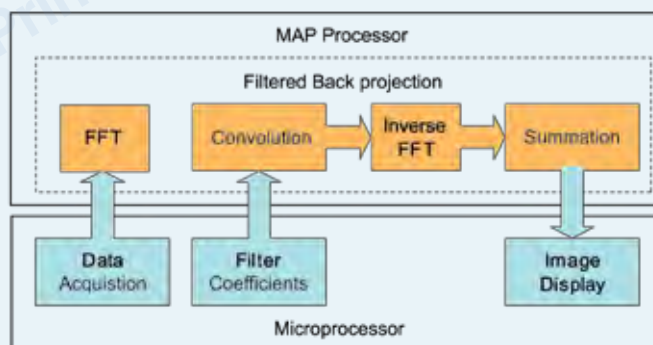 MAP Processor
Filtered Back projection
FFT
Convolution
Inverse
FFT
Summation
Data
Acquistion
Filter
Coefficients
Image
Display
Microprocessor